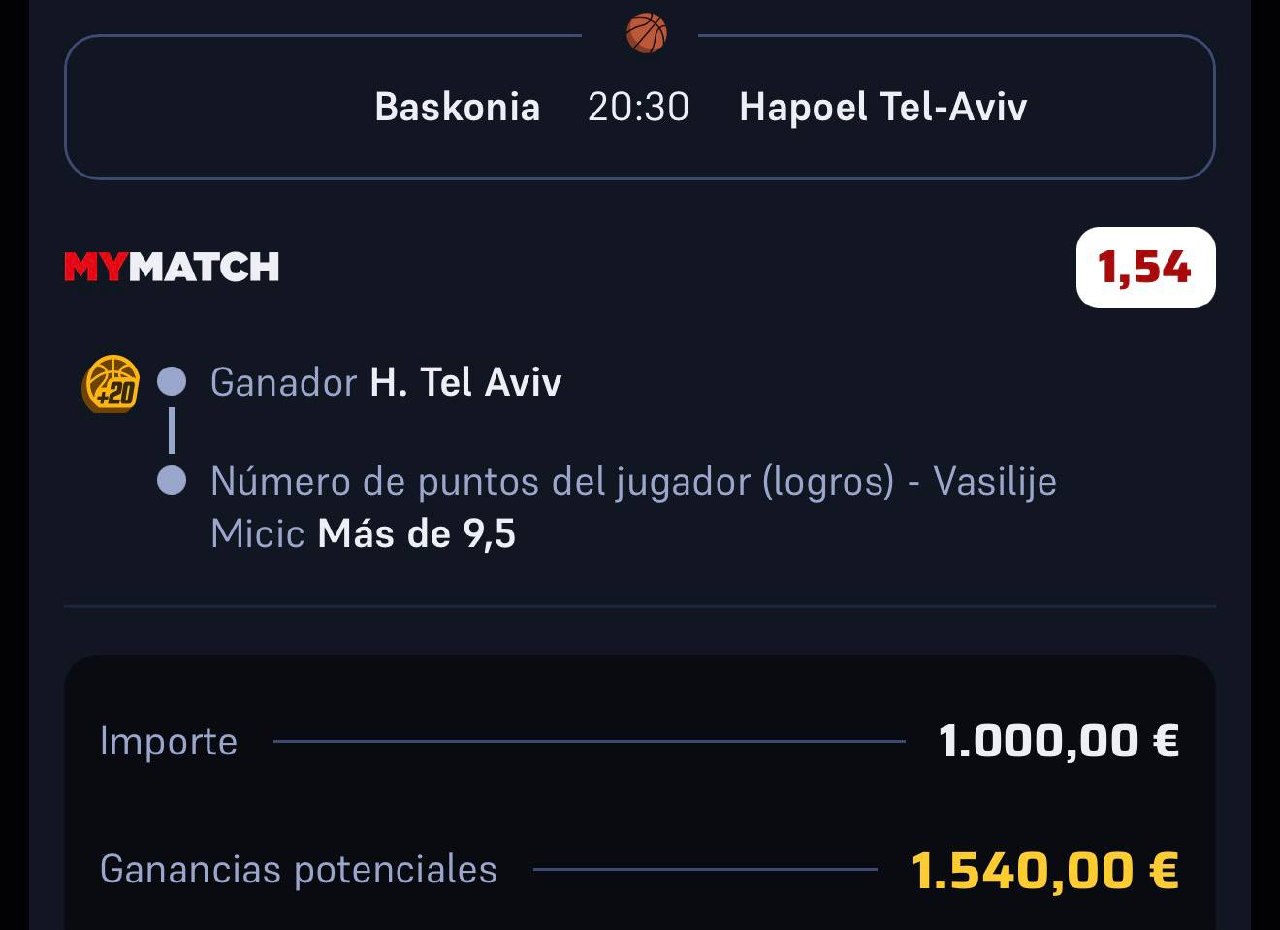 Baskonia 20:30 Hapoel Tel-Aviv
MYMATCH 1,54
+20 Ganador H. Tel Aviv
Número de puntos del jugador (logros) - Vasilije
Micic Más de 9,5
Importe 1.000,00 €
Ganancias potenciales 1.540,00 €